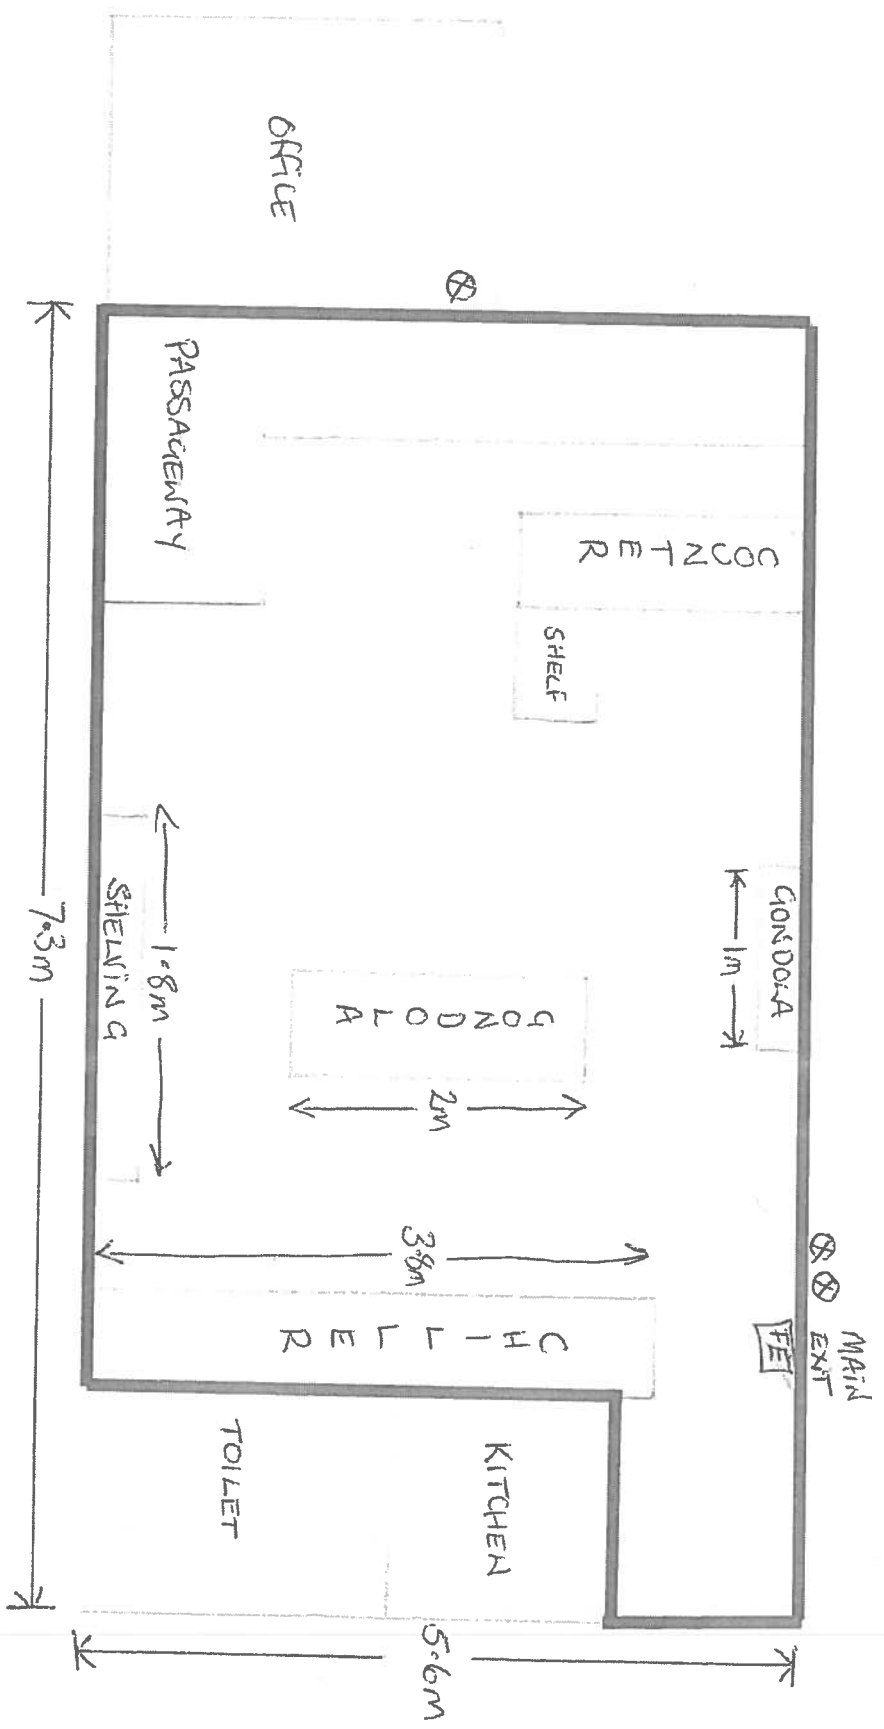 OFFICE
PASSAGEWAY
COUNTER
SHELF
GONDOLA
1m
SHELVING
1.8m
7.3m
GONDOLA
2m
3.8m
CHILLER
FE
MAIN
EXIT
TOILET
KITCHEN
5.6m